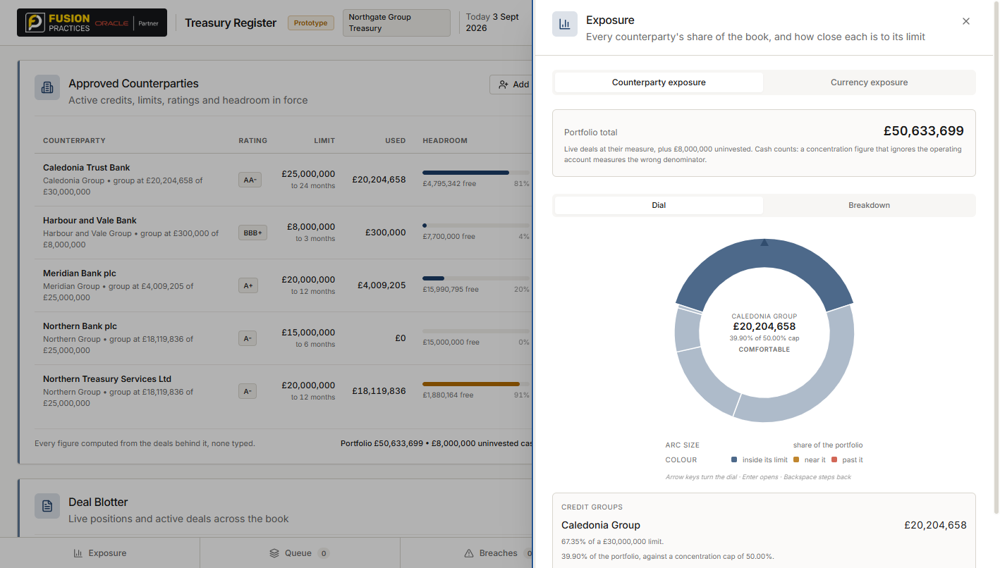 FUSION
PRACTICES
ORACLE
Partner
Treasury Register
Prototype
Northgate Group
Treasury
Today 3 Sept
2026
Approved Counterparties
Active credits, limits, ratings and headroom in force
Add
COUNTERPARTY RATING LIMIT USED HEADROOM
Caledonia Trust Bank
Caledonia Group • group at £20,204,658 of
£30,000,000
AA-
£25,000,000
to 24 months
£20,204,658
£4,795,342 free 81%
Harbour and Vale Bank
Harbour and Vale Group • group at £300,000 of
£8,000,000
BBB+
£8,000,000
to 3 months
£300,000
£7,700,000 free 4%
Meridian Bank plc
Meridian Group • group at £4,009,205 of
£25,000,000
A+
£20,000,000
to 12 months
£4,009,205
£15,990,795 free 20%
Northern Bank plc
Northern Group • group at £18,119,836 of
£25,000,000
A-
£15,000,000
to 6 months
£0
£15,000,000 free 0%
Northern Treasury Services Ltd
Northern Group • group at £18,119,836 of
£25,000,000
A-
£20,000,000
to 12 months
£18,119,836
£1,880,164 free 91%
Every figure computed from the deals behind it, none typed.
Portfolio £50,633,699 • £8,000,000 uninvested cas
Deal Blotter
Live positions and active deals across the book
Exposure
Queue 0
Breaches 0
Exposure
Every counterparty's share of the book, and how close each is to its limit
Counterparty exposure
Currency exposure
Portfolio total
£50,633,699
Live deals at their measure, plus £8,000,000 uninvested. Cash counts: a concentration figure that ignores the operating
account measures the wrong denominator.
Dial
Breakdown
CALEDONIA GROUP
£20,204,658
39.90% of 50.00% cap
COMFORTABLE
ARC SIZE share of the portfolio
COLOUR inside its limit near it past it
Arrow keys turn the dial · Enter opens · Backspace steps back
CREDIT GROUPS
Caledonia Group £20,204,658
67.35% of a £30,000,000 limit.
39.90% of the portfolio, against a concentration cap of 50.00%.